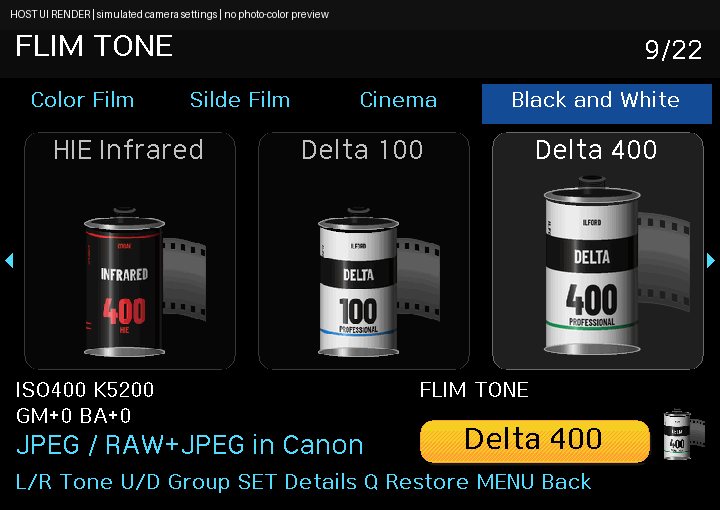 HOST UI RENDER | simulated camera settings | no photo-color preview
FLIM TONE
9/22
Color Film
Silde Film
Cinema
Black and White
HIE Infrared
Delta 100
Delta 400
INFRARED
400
HIE
ILFORD
DELTA
100
PROFESSIONAL
ILFORD
DELTA
400
PROFESSIONAL
ISO400 K5200
GM+0 BA+0
JPEG / RAW+JPEG in Canon
FLIM TONE
Delta 400
DELTA
400
L/R Tone U/D Group SET Details Q Restore MENU Back